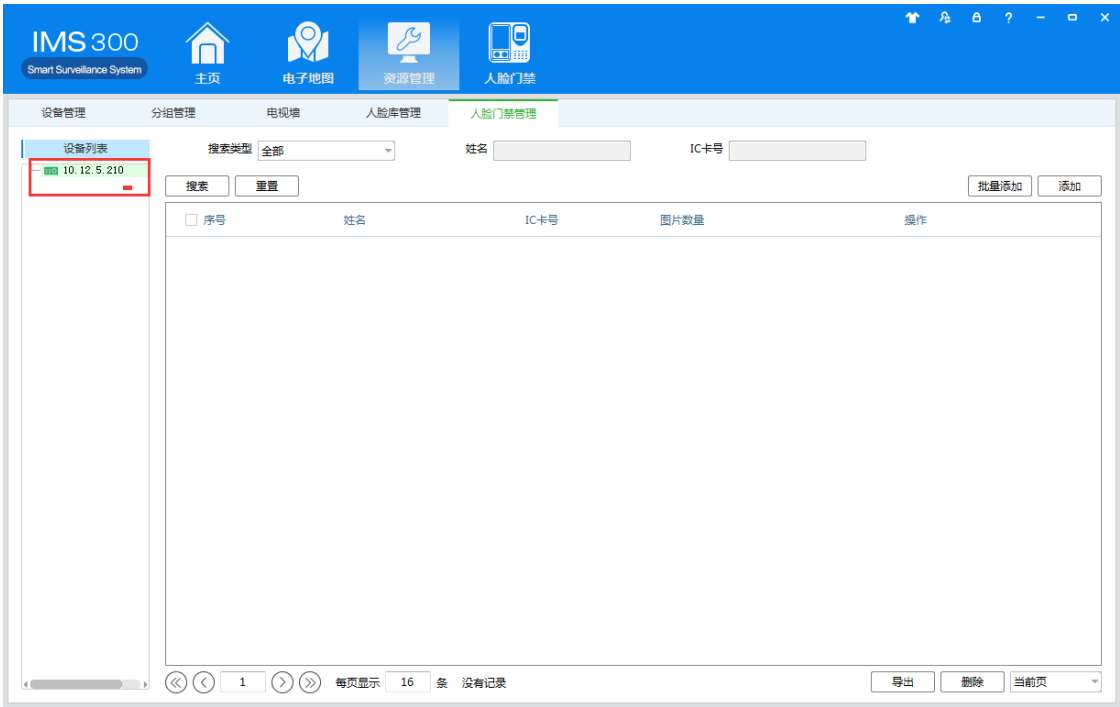 IMS 300
Smart Surveillance System
主页
电子地图
资源管理
人脸门禁
?
设备管理
分组管理
电视墙
人脸库管理
人脸门禁管理
设备列表
10.12.5.210
搜索类型 全部
姓名
IC卡号
搜索
重置
批量添加
添加
序号
姓名
IC卡号
图片数量
操作
1
每页显示 16 条 没有记录
导出
删除
当前页